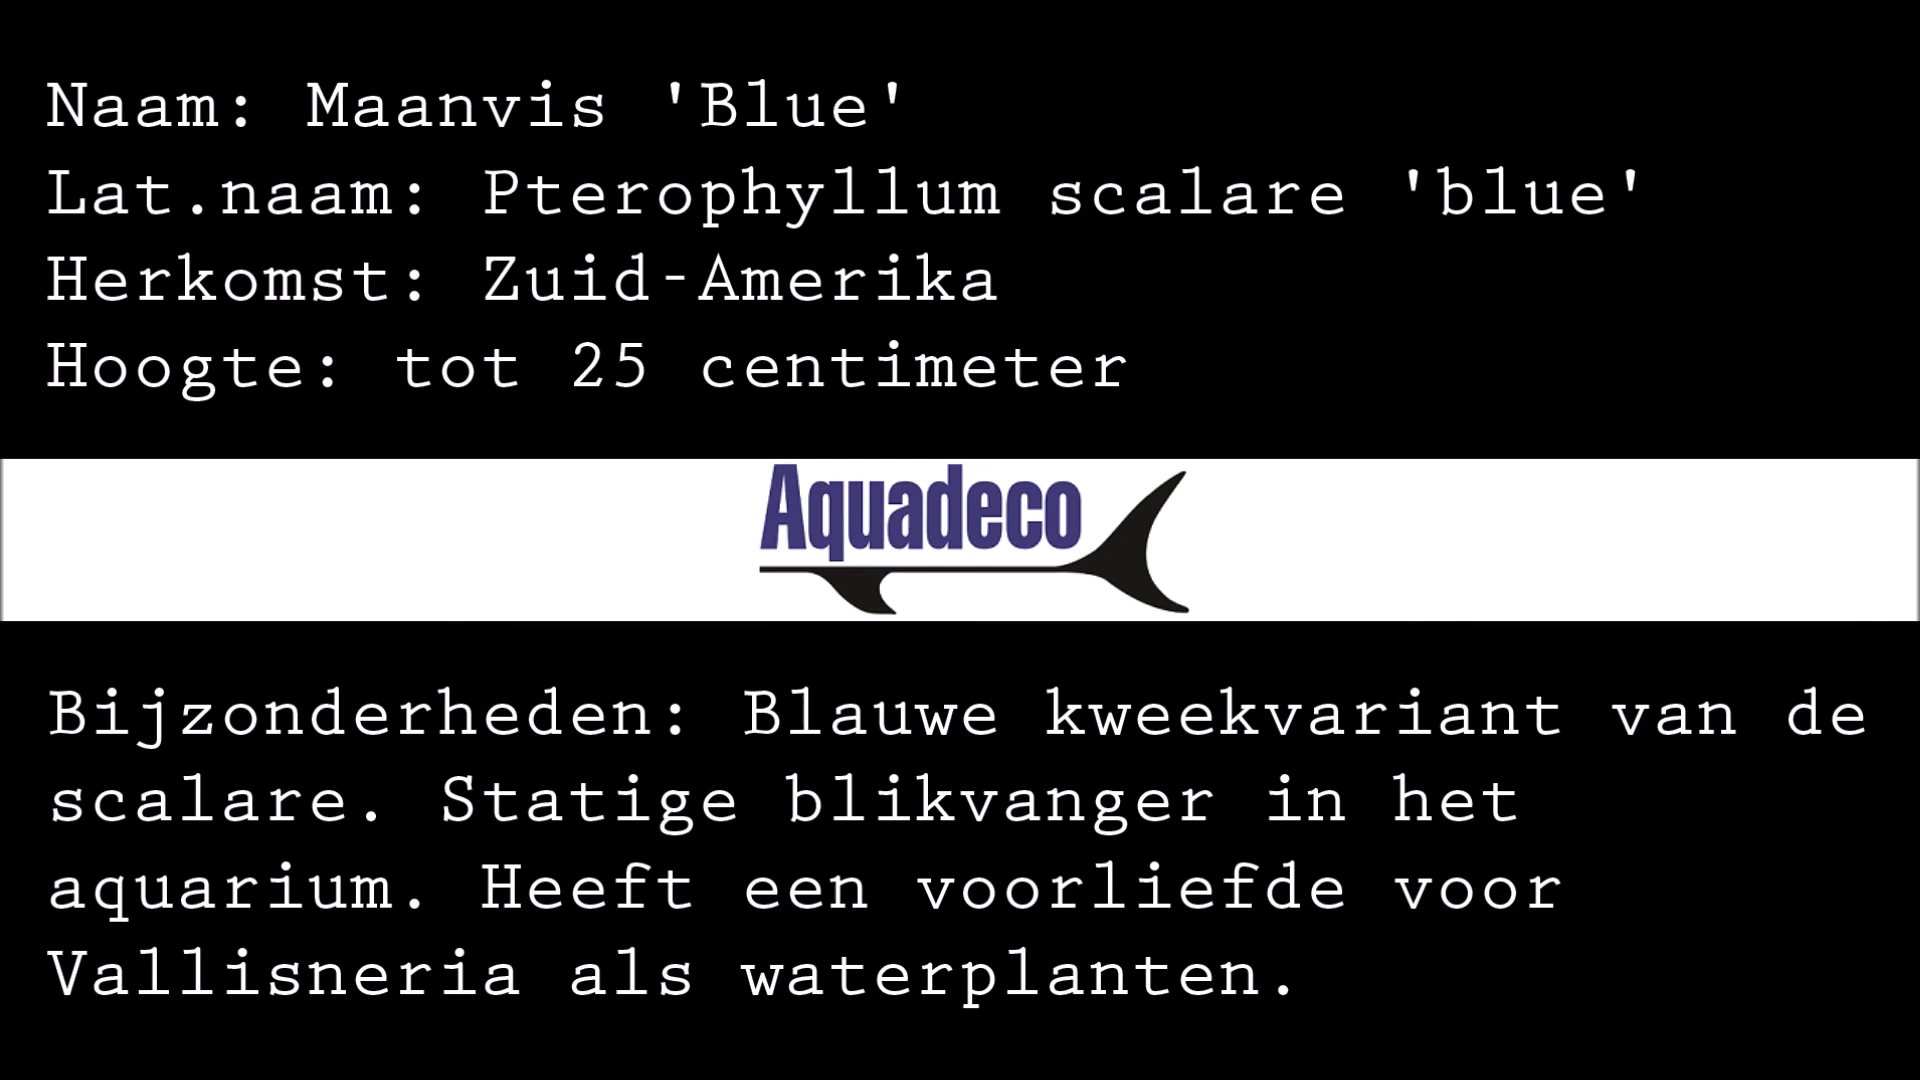 Naam: Maanvis 'Blue'
Lat.naam: Pterophyllum scalare 'blue'
Herkomst: Zuid-Amerika
Hoogte: tot 25 centimeter
Aquadeco
Bijzonderheden: Blauwe kweekvariant van de
scalare. Statige blikvanger in het
aquarium. Heeft een voorliefde voor
Vallisneria als waterplanten.